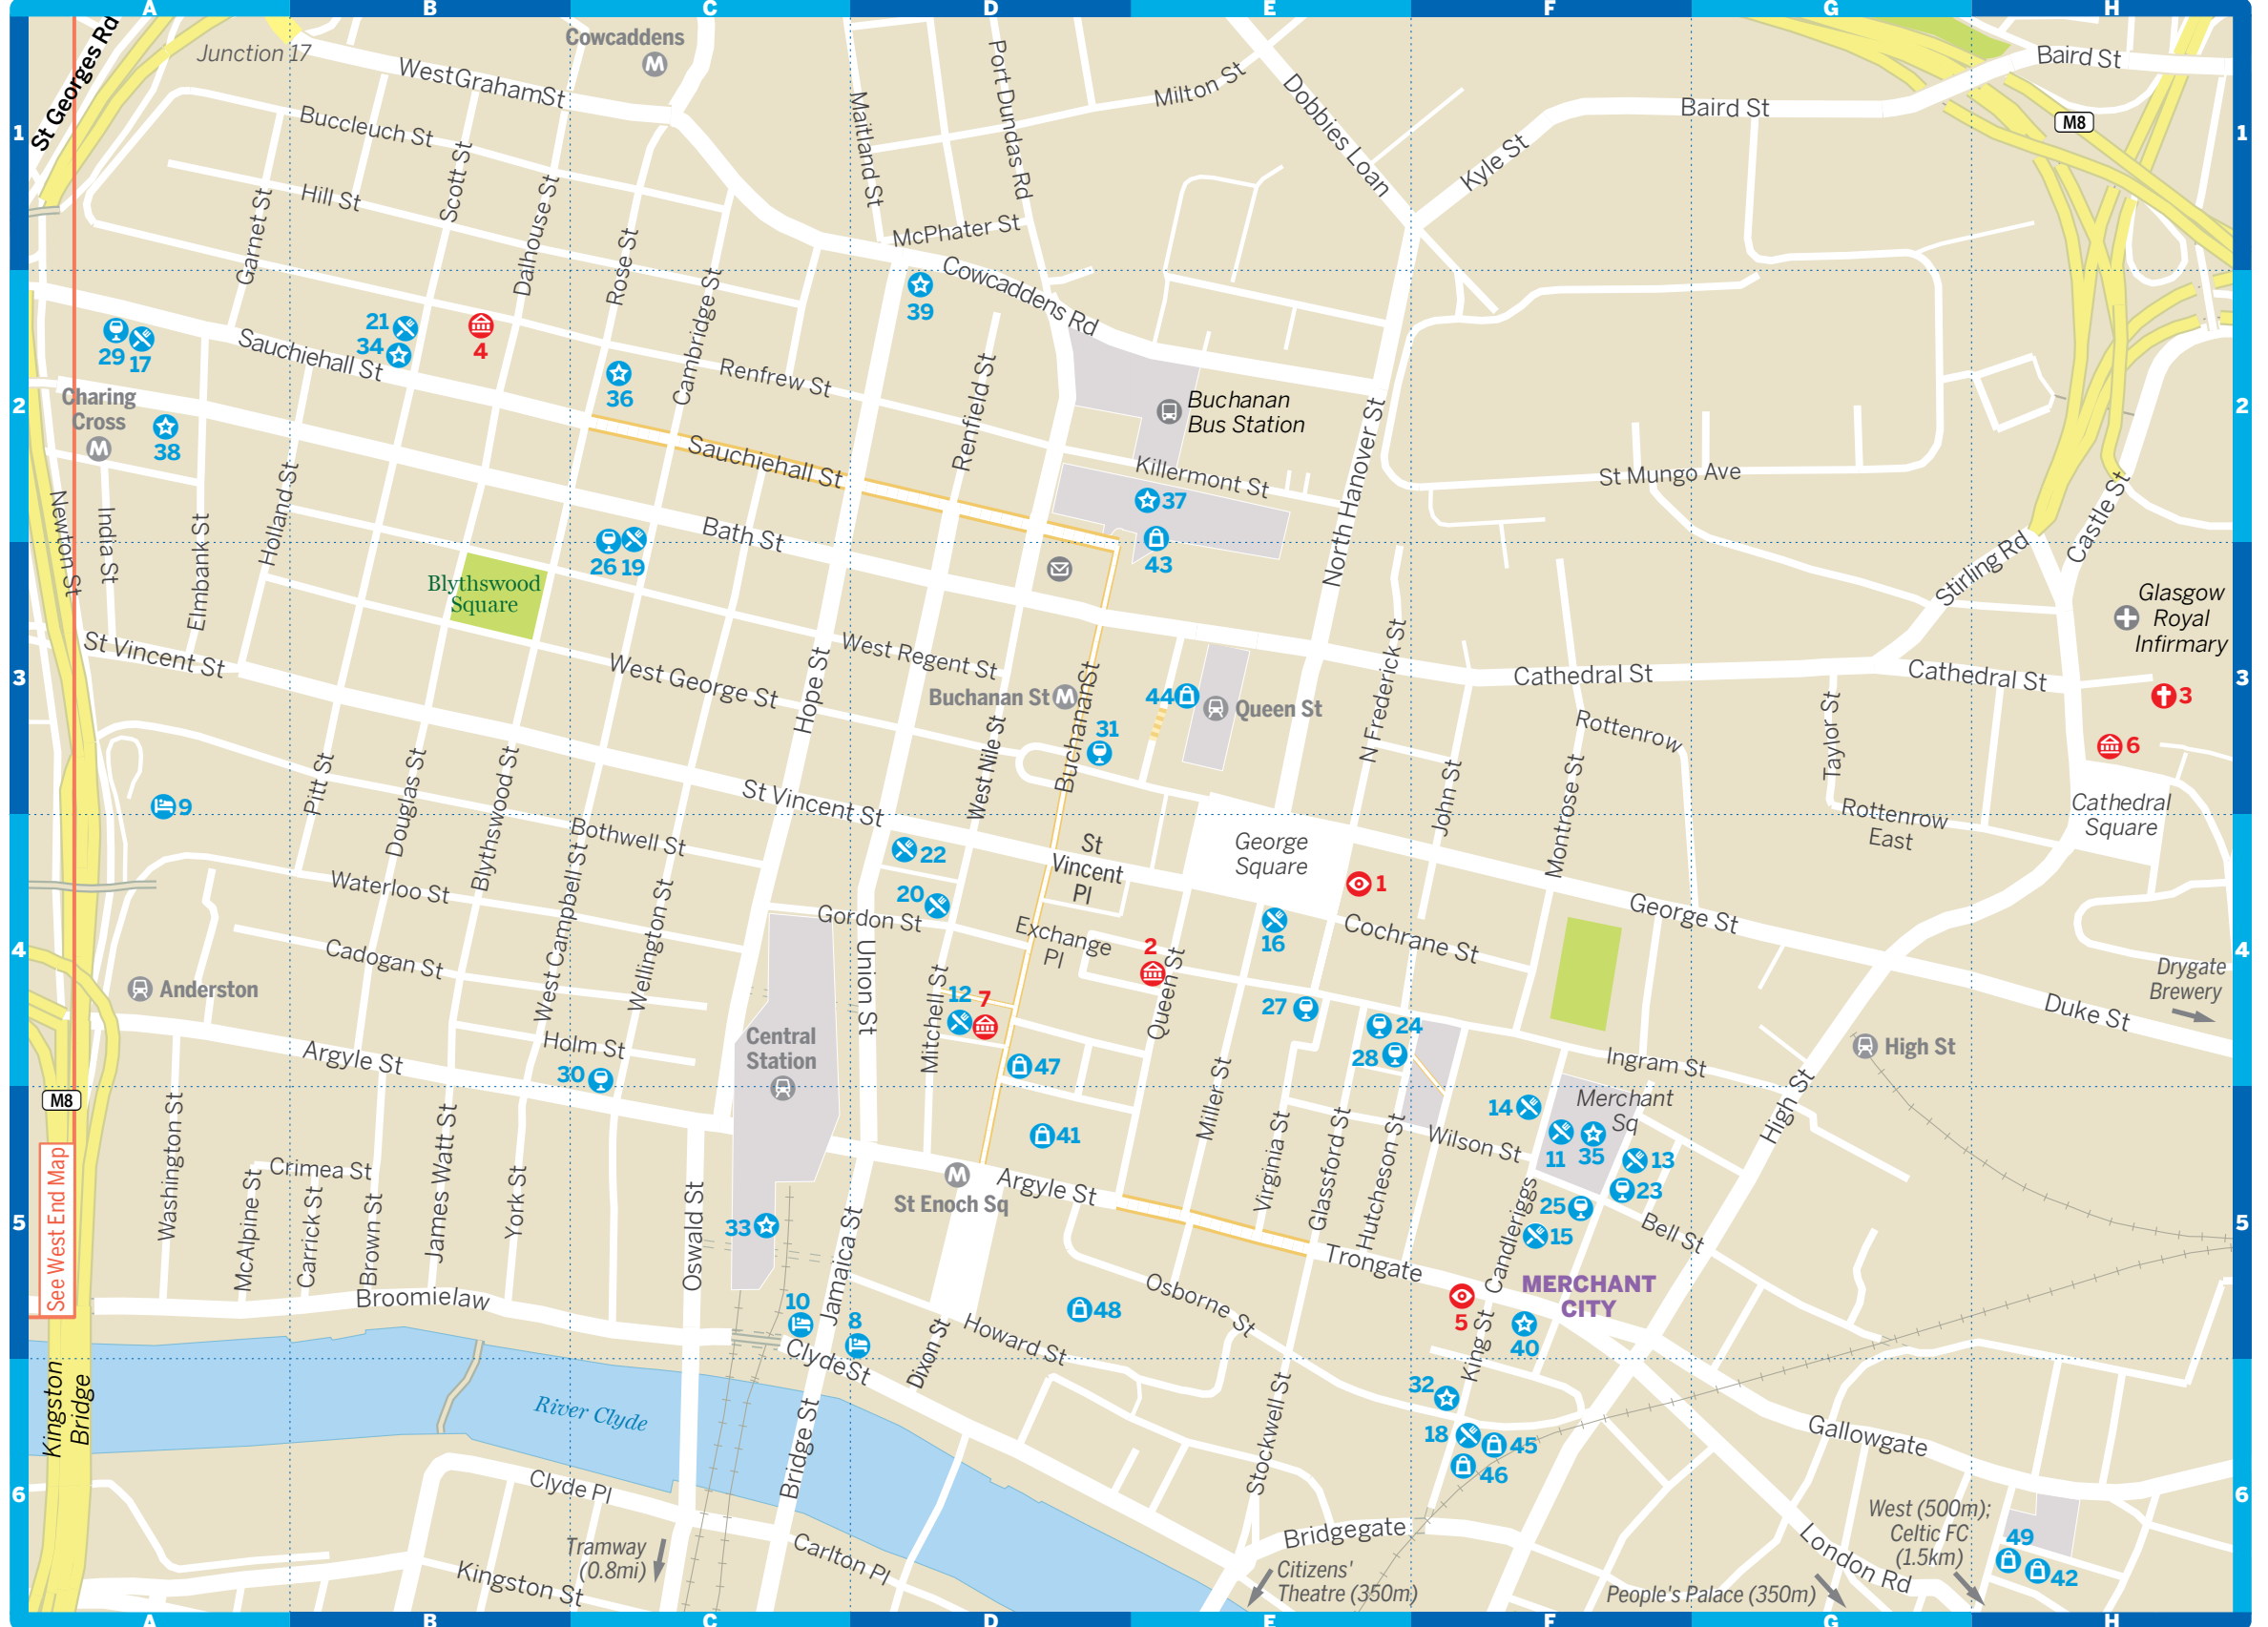 A
B
C
D
E
F
G
H
Junction 17
Cowcaddens
M
St Georges Rd
WestGrahamSt
Buccleuch St
Hill St
Scott St
Garnet St
Dalhouse St
Rose St
Cambridge St
Maitland St
Port Dundas Rd
Milton St
Dobbies Loan
Kyle St
Baird St
Baird St
M8
McPhater St
1
1
Cowcaddens Rd
39
29
17
21
34
4
36
Sauchiehall St
Renfrew St
Renfield St
Charing
Cross
M
38
Buchanan
Bus Station
North Hanover St
Killermont St
37
43
St Mungo Ave
Castle St
Stirling Rd
2
2
Sauchiehall St
Bath St
Newton St
India St
Elmbank St
Holland St
26
19
Blythswood
Square
Glasgow
Royal
Infirmary
St Vincent St
West George St
West Regent St
Hope St
Buchanan St
M
BuchananSt
44
Queen St
31
N Frederick St
Cathedral St
Cathedral St
Rottenrow
Taylor St
3
6
3
3
9
Pitt St
Douglas St
Blythswood St
St Vincent St
West Nile St
John St
Montrose St
Rottenrow
East
Cathedral
Square
Bothwell St
22
St
Vincent
Pl
George
Square
1
George St
Waterloo St
West Campbell St
Wellington St
Gordon St
20
Exchange
Pl
2
16
Cochrane St
4
4
Cadogan St
Anderston
Union St
Mitchell St
12
7
Queen St
27
24
28
Drygate
Brewery
Duke St
Holm St
30
Central
Station
47
Ingram St
High St
Argyle St
M8
Washington St
James Watt St
41
Miller St
Virginia St
Glassford St
Hutcheson St
Wilson St
14
Merchant
Sq
11
35
13
23
25
15
Bell St
High St
Crimea St
McAlpine St
Carrick St
Brown St
York St
Oswald St
33
M
St Enoch Sq
Argyle St
Trongate
Candleriggs
MERCHANT
CITY
5
5
See West End Map
Broomielaw
10
8
Jamaica St
48
Osborne St
5
40
King St
Howard St
Dixon St
ClydeSt
Kingston
Bridge
River Clyde
Bridge St
Stockwell St
32
18
45
46
Gallowgate
6
6
Clyde Pl
Tramway
(0.8mi)
Kingston St
Carlton Pl
Bridgegate
Citizens'
Theatre (350m)
People's Palace (350m)
London Rd
West (500m);
Celtic FC
(1.5km)
49
42
A
B
C
D
E
F
G
H